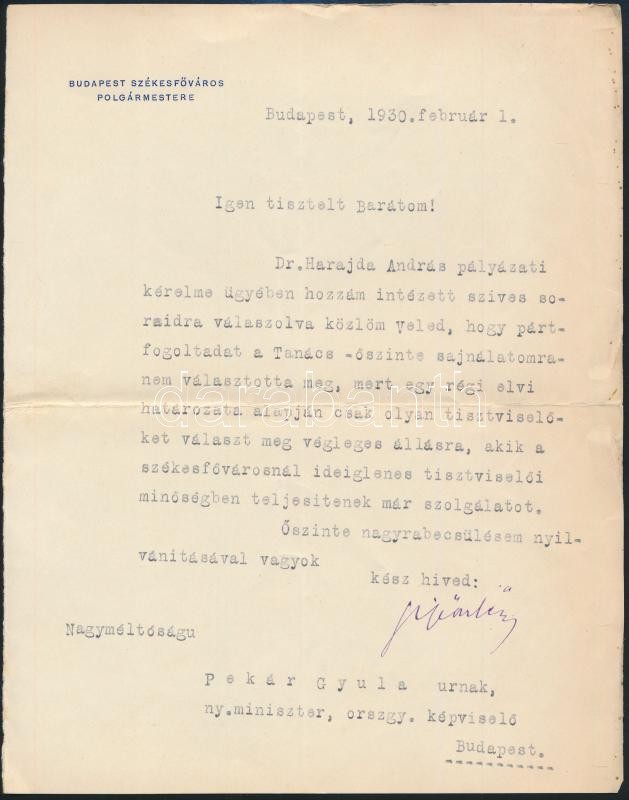 BUDAPEST SZÉKESFŐVÁROS
POLGÁRMESTERE
Budapest, 1930.február 1.
Igen tisztelt Barátom!
Dr.Harajda András pályázati
kérelme ügyében hozzám intézett szives so-
raidra válaszolva közlöm Veled, hogy párt-
fogoltadat a Tanács -őszinte sajnálatomra-
nem választotta meg, mert egy régi elvi
határozata alapján csak olyan tisztviselő-
ket választ meg végleges állásra, akik a
székesfővárosnál ideiglenes tisztviselői
minőségben teljesitenek már szolgálatot.
Őszinte nagyrabecsülésem nyil-
vánitásával vagyok
kész hived:
Nagyméltóságu
Pekár Gyula urnak,
ny.miniszter, orszgy. képviselő
Budapest.
darabanth